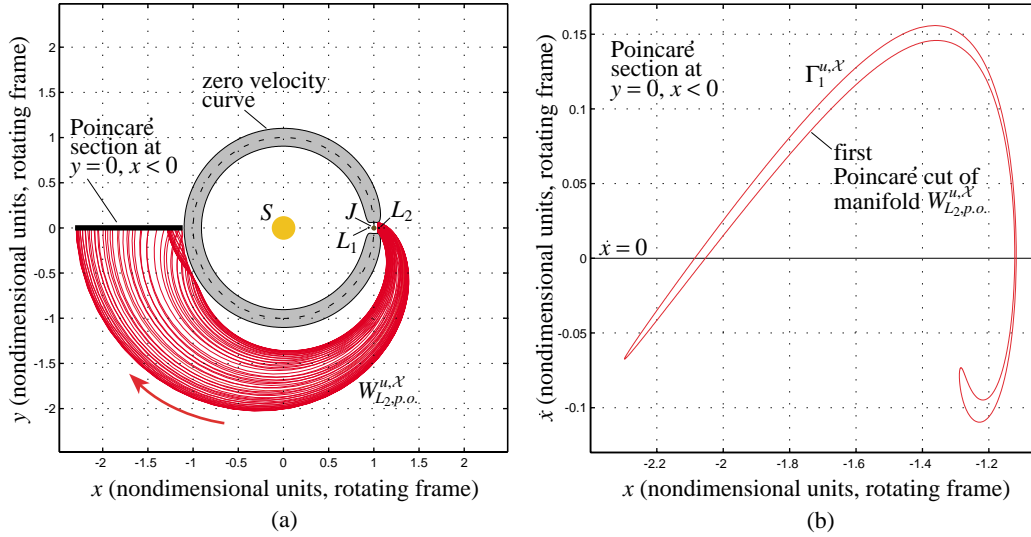 2
1.5
1
0.5
0
-0.5
-1
-1.5
-2
y (nondimensional units, rotating frame)
zero velocity
curve
Poincaré
section at
y = 0, x < 0
S
J
L₂
L₁
W^{u,𝒳}_{L₂,p.o.}
-2 -1.5 -1 -0.5 0 0.5 1 1.5 2
x (nondimensional units, rotating frame)
(a)
0.15
0.1
0.05
0
-0.05
-0.1
ẋ (nondimensional units, rotating frame)
Poincaré
section at
y = 0, x < 0
Γ₁^{u,𝒳}
first
Poincaré cut of
manifold W^{u,𝒳}_{L₂,p.o.}
ẋ = 0
-2.2 -2 -1.8 -1.6 -1.4 -1.2
x (nondimensional units, rotating frame)
(b)